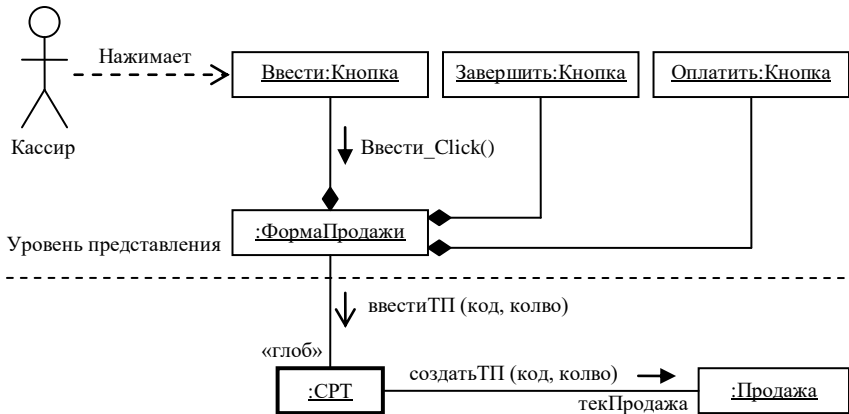 Нажимает
Ввести:Кнопка
Завершить:Кнопка
Оплатить:Кнопка
Кассир
Ввести_Click()
:ФормаПродажи
Уровень представления
ввестиТП (код, колво)
«глоб»
:СРТ
создатьТП (код, колво)
текПродажа
:Продажа